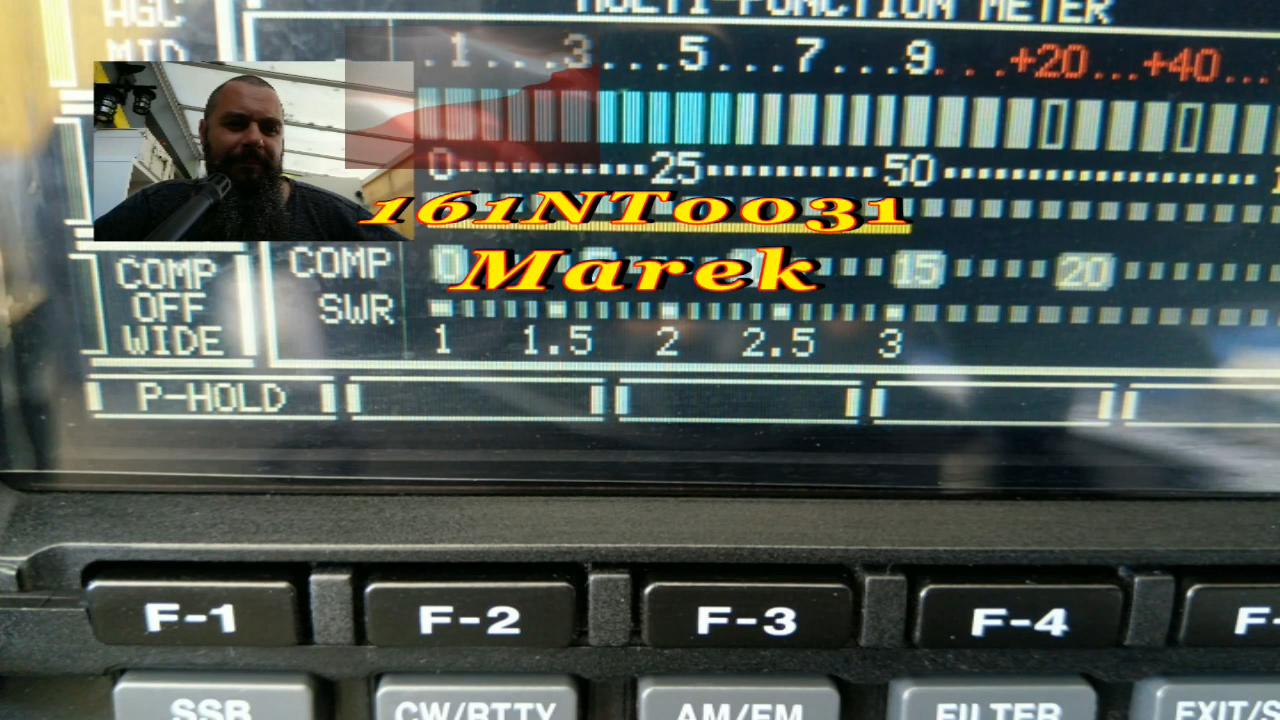 AGC
MULTI-FUNCTION METER
MID
.1...3...5...7...9...+20...+40...
0 25 50
161NT0031
Marek
COMP
OFF
WIDE
COMP 0 15 20
SWR
1 1.5 2 2.5 3
P-HOLD
F-1 F-2 F-3 F-4
SSB CW/RTTY AM/FM FILTER